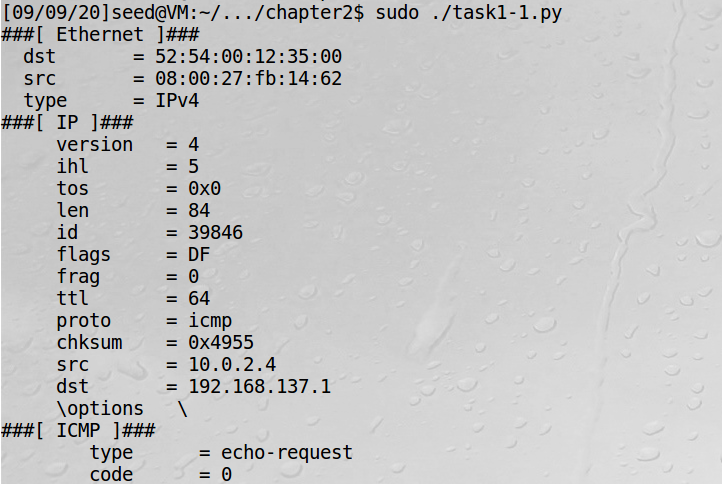 [09/09/20]seed@VM:~/.../chapter2$ sudo ./task1-1.py
###[ Ethernet ]###
  dst       = 52:54:00:12:35:00
  src       = 08:00:27:fb:14:62
  type      = IPv4
###[ IP ]###
     version   = 4
     ihl       = 5
     tos       = 0x0
     len       = 84
     id        = 39846
     flags     = DF
     frag      = 0
     ttl       = 64
     proto     = icmp
     chksum    = 0x4955
     src       = 10.0.2.4
     dst       = 192.168.137.1
     \options   \
###[ ICMP ]###
        type      = echo-request
        code      = 0